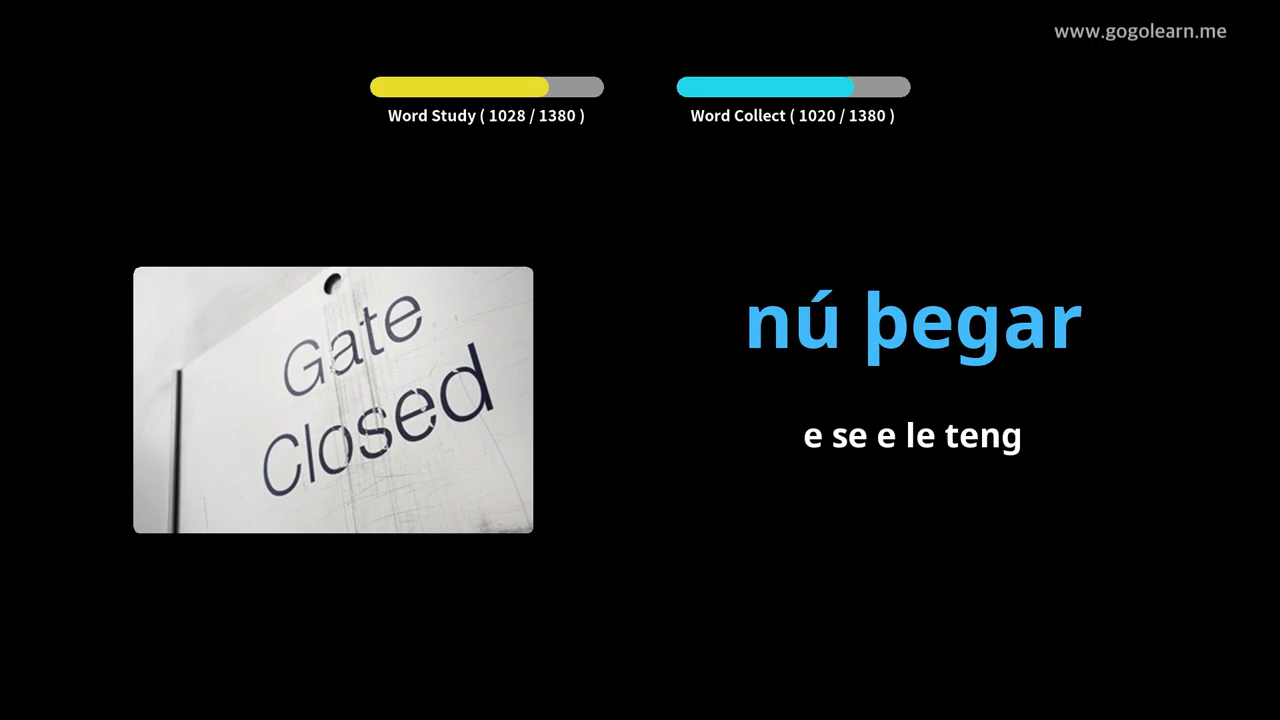 www.gogolearn.me
Word Study ( 1028 / 1380 )
Word Collect ( 1020 / 1380 )
Gate
Closed
nú þegar
e se e le teng